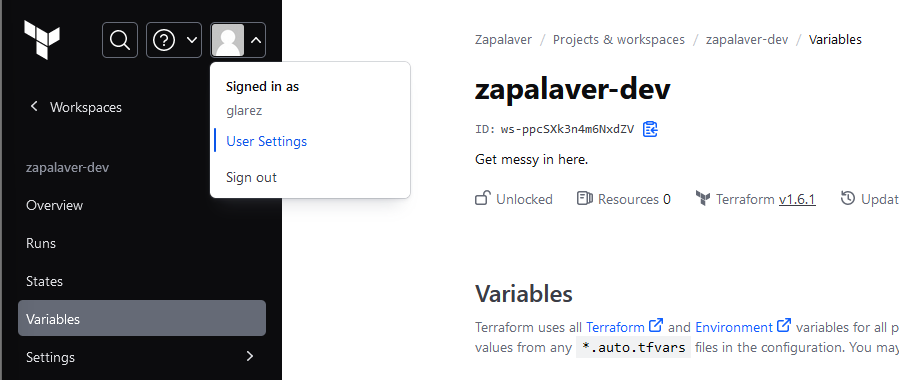 Signed in as
glarez
User Settings
Sign out
Workspaces
zapalaver-dev
Overview
Runs
States
Variables
Settings
Zapalaver / Projects & workspaces / zapalaver-dev / Variables
zapalaver-dev
ID: ws-ppcSXk3n4m6NxdZV
Get messy in here.
Unlocked Resources 0 Terraform v1.6.1 Updat
Variables
Terraform uses all Terraform and Environment variables for all p
values from any *.auto.tfvars files in the configuration. You may